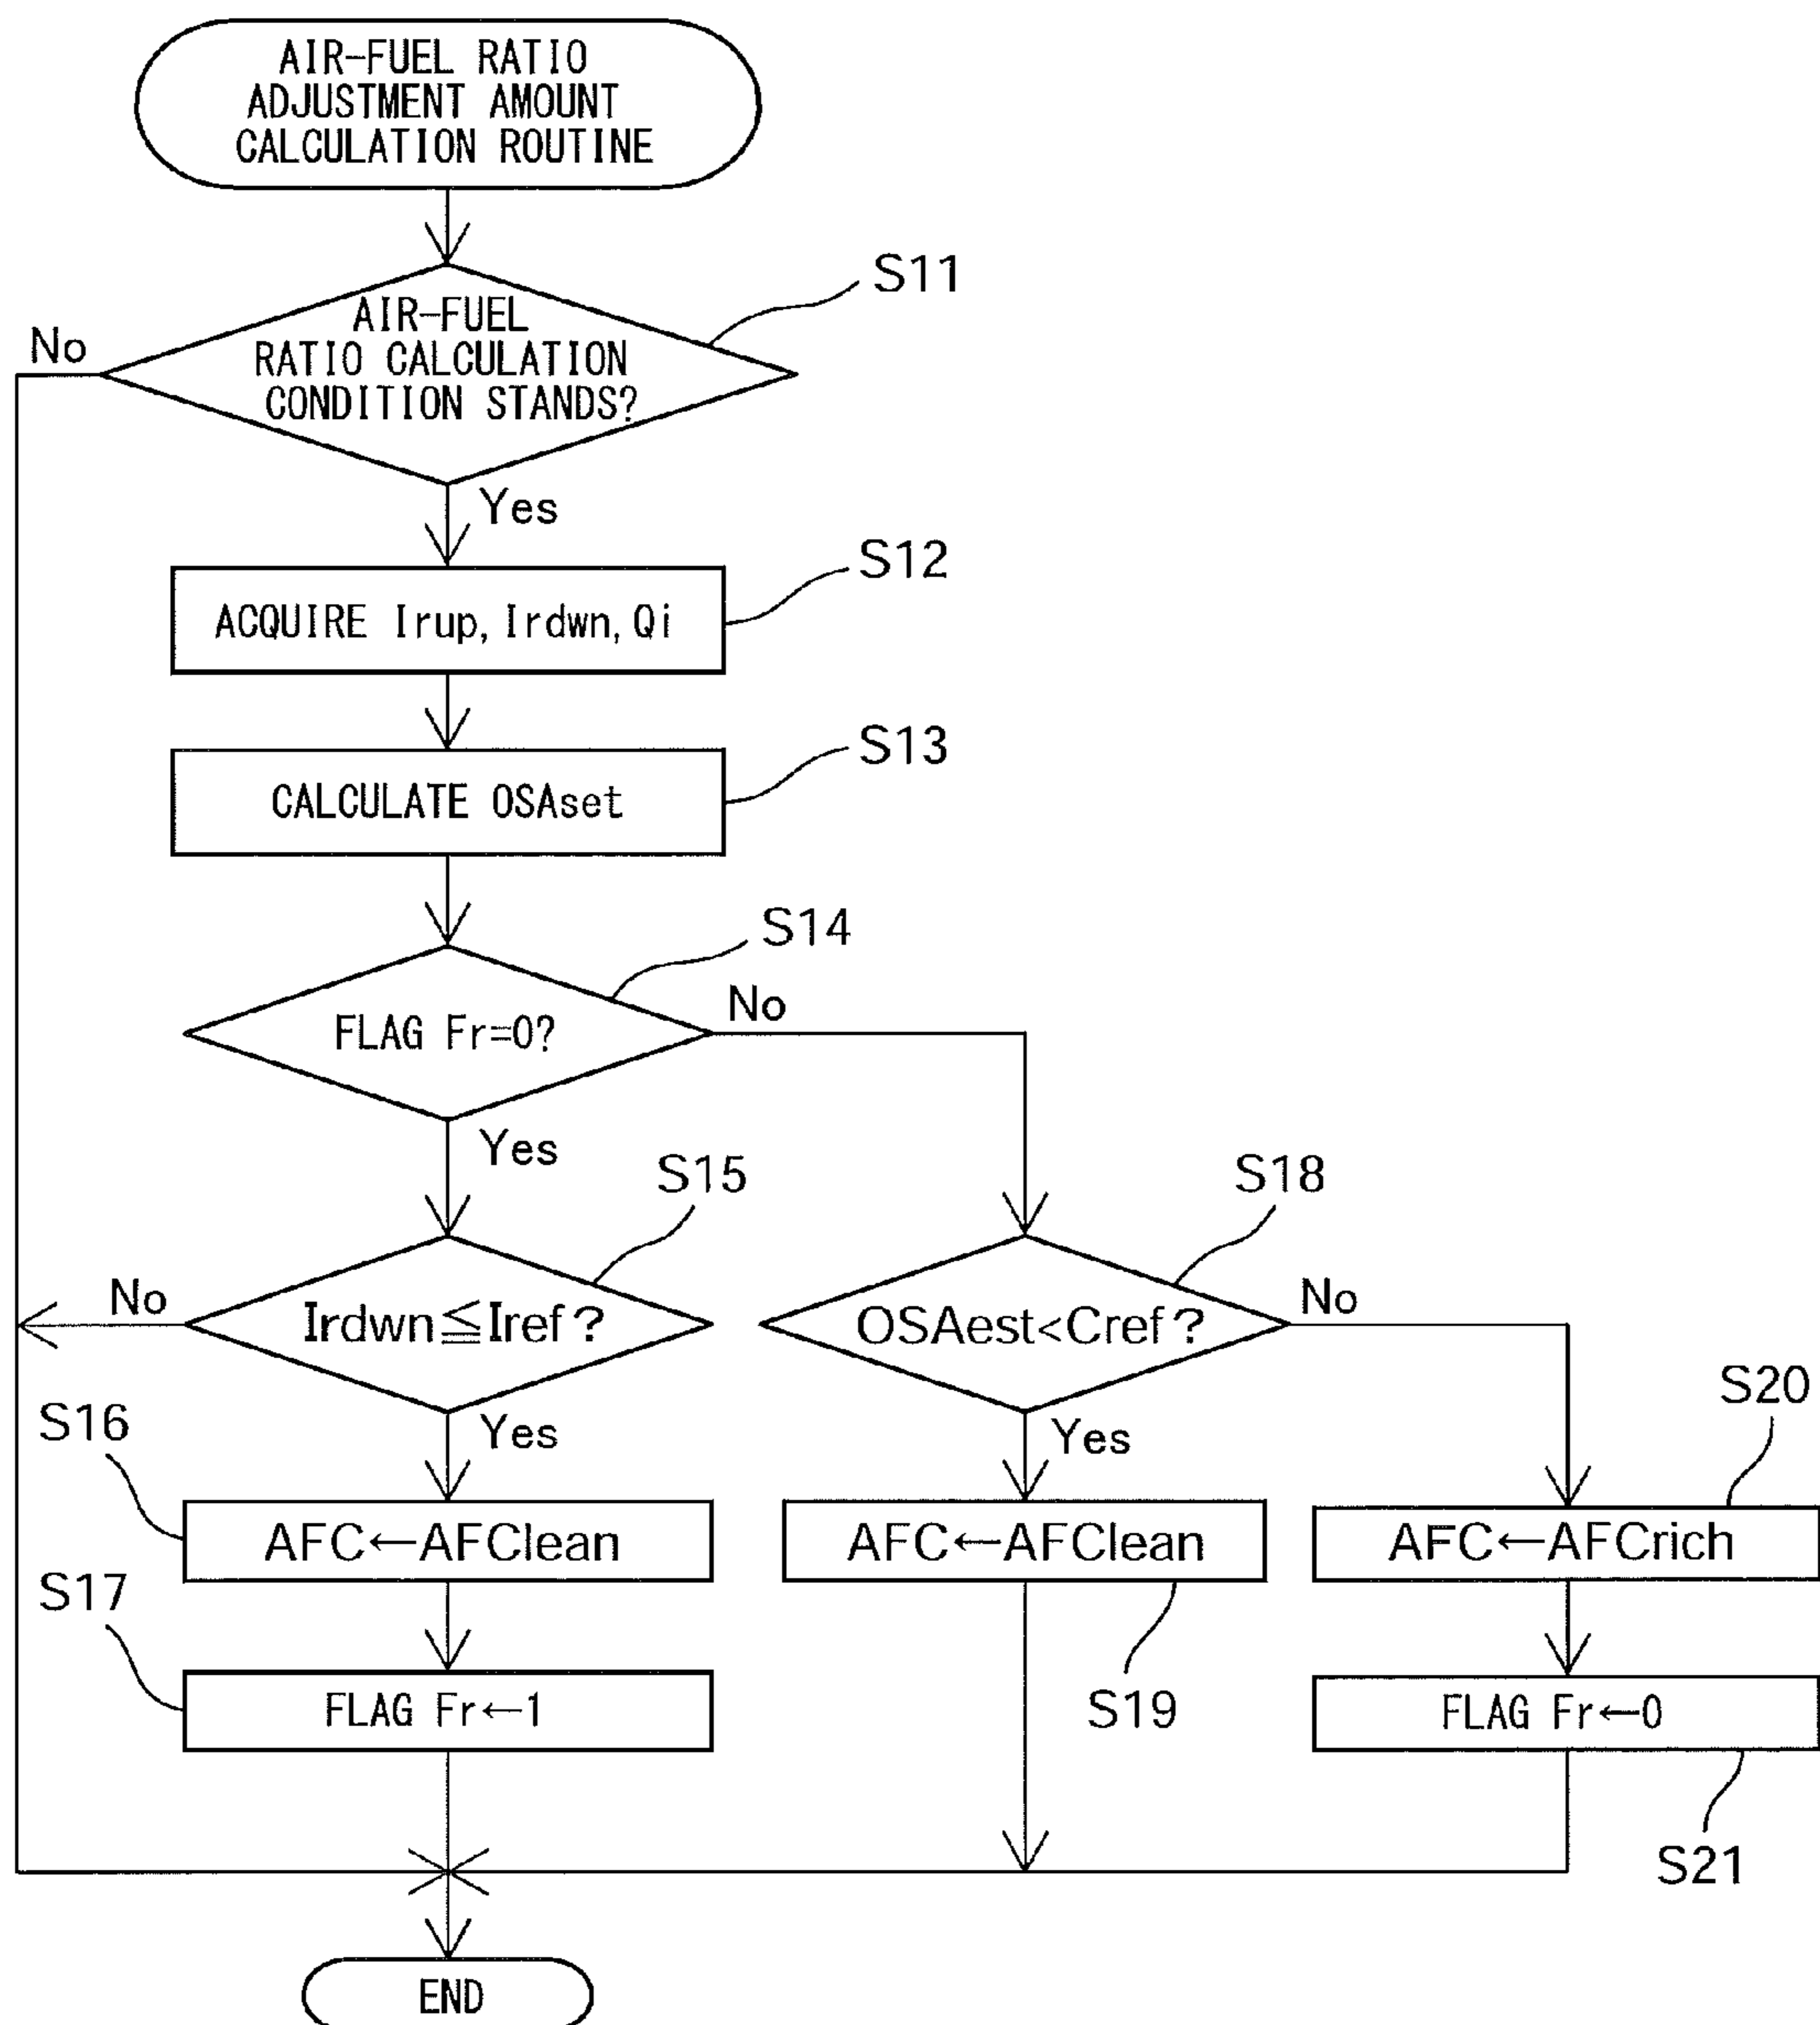 AIR-FUEL RATIO
ADJUSTMENT AMOUNT
CALCULATION ROUTINE
S11
No
AIR-FUEL
RATIO CALCULATION
CONDITION STANDS?
Yes
S12
ACQUIRE Irup, Irdwn, Qi
S13
CALCULATE OSAset
S14
No
FLAG Fr=0?
Yes
S15
S18
No
Irdwn≦Iref?
OSAest<Cref?
No
S16
Yes
Yes
S20
AFC←AFClean
AFC←AFClean
AFC←AFCrich
S17
FLAG Fr←1
S19
FLAG Fr←0
S21
END